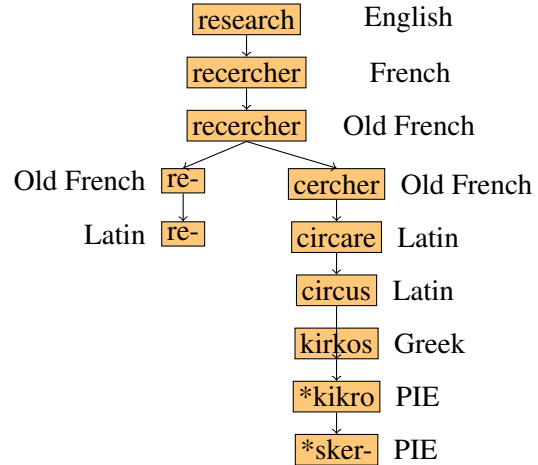 research English
recercher French
recercher Old French
Old French re- cercher Old French
Latin re- circare Latin
circus Latin
kirkos Greek
*kikro PIE
*sker- PIE